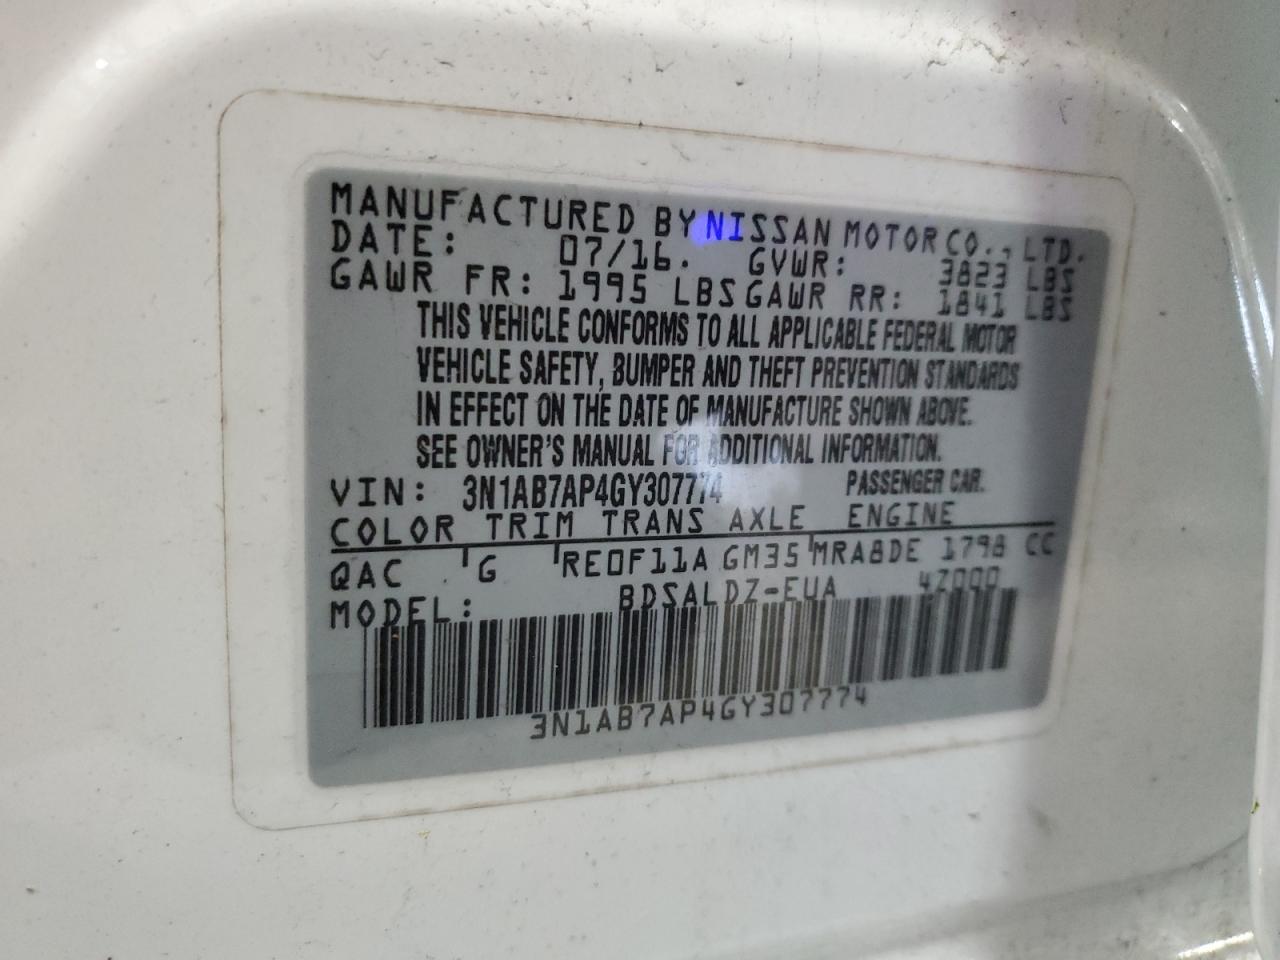 MANUFACTURED BY NISSAN MOTOR CO., LTD.
DATE: 07/16. GVWR: 3823 LBS
GAWR FR: 1995 LBS GAWR RR: 1841 LBS
THIS VEHICLE CONFORMS TO ALL APPLICABLE FEDERAL MOTOR
VEHICLE SAFETY, BUMPER AND THEFT PREVENTION STANDARDS
IN EFFECT ON THE DATE OF MANUFACTURE SHOWN ABOVE.
SEE OWNER'S MANUAL FOR ADDITIONAL INFORMATION.
VIN: 3N1AB7AP4GY307774 PASSENGER CAR.
COLOR TRIM TRANS AXLE ENGINE
QAC G RE0F11A GM35 MRA8DE 1798 CC
MODEL: BDSALDZ-EUA 4Z000
3N1AB7AP4GY307774